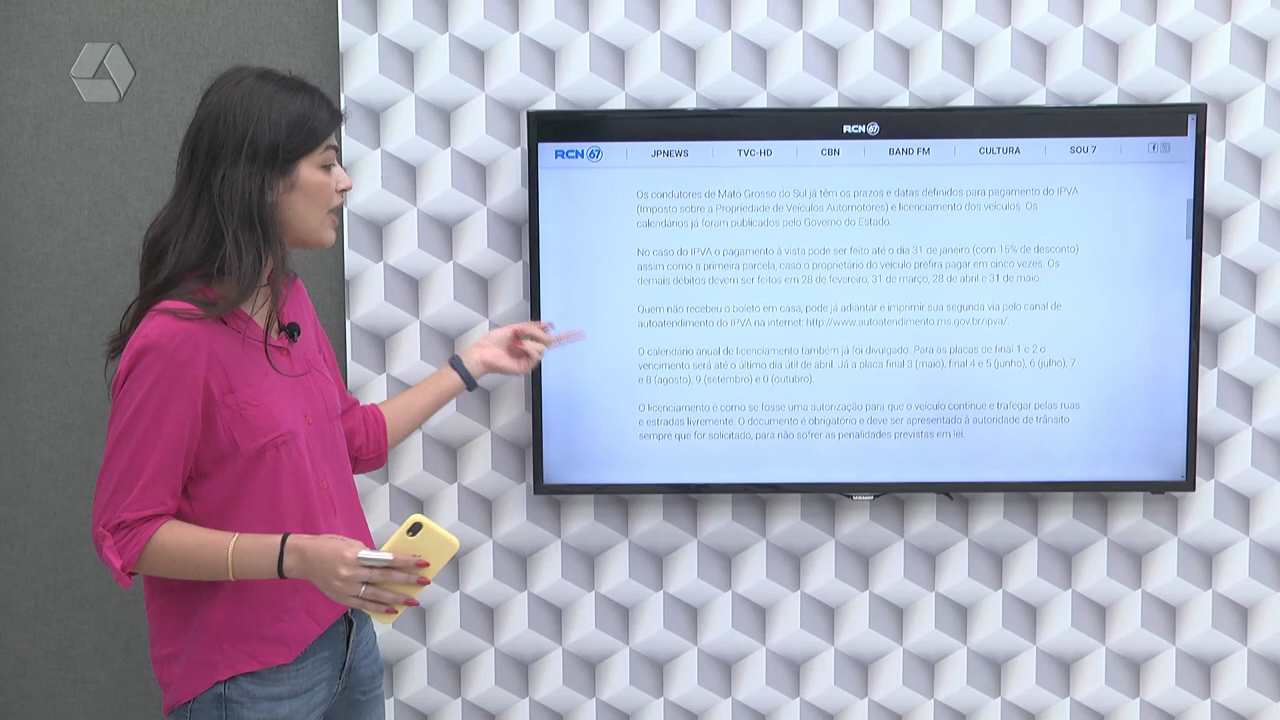 RCN 67
RCN 67 JPNEWS TVC-HD CBN BAND FM CULTURA SOU 7
Os condutores de Mato Grosso do Sul já têm os prazos e datas definidos para pagamento do IPVA
(Imposto sobre a Propriedade de Veículos Automotores) e licenciamento dos veículos. Os
calendários já foram publicados pelo Governo do Estado.
No caso do IPVA o pagamento à vista pode ser feito até o dia 31 de janeiro (com 15% de desconto)
assim como a primeira parcela, caso o proprietário do veículo prefira pagar em cinco vezes. Os
demais débitos devem ser feitos em 28 de fevereiro, 31 de março, 28 de abril e 31 de maio.
Quem não recebeu o boleto em casa, pode já adiantar e imprimir sua segunda via pelo canal de
autoatendimento do IPVA na internet: http://www.autoatendimento.ms.gov.br/ipva/.
O calendário anual de licenciamento também já foi divulgado. Para as placas de final 1 e 2 o
vencimento será até o último dia útil de abril. Já a placa final 3 (maio), final 4 e 5 (junho), 6 (julho), 7
e 8 (agosto), 9 (setembro) e 0 (outubro).
O licenciamento é como se fosse uma autorização para que o veículo continue e trafegar pelas ruas
e estradas livremente. O documento é obrigatório e deve ser apresentado à autoridade de trânsito
sempre que for solicitado, para não sofrer as penalidades previstas em lei.